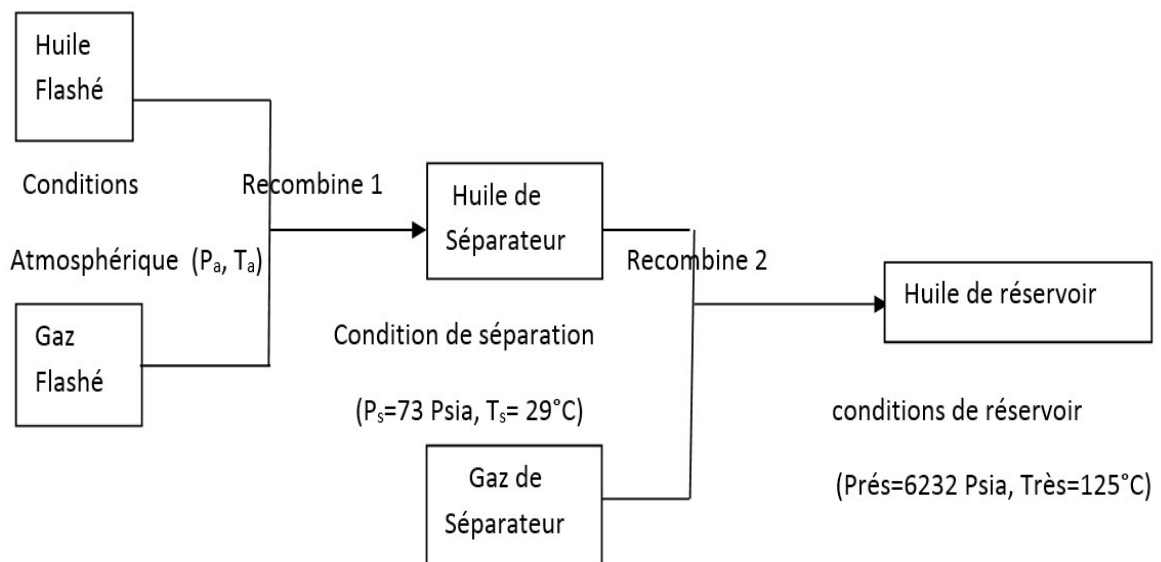 Huile
Flashé
Conditions
Atmosphérique (Pₐ, Tₐ)
Gaz
Flashé
Recombine 1
Huile de
Séparateur
Condition de séparation
(Pₛ=73 Psia, Tₛ= 29°C)
Gaz de
Séparateur
Recombine 2
Huile de réservoir
conditions de réservoir
(Prés=6232 Psia, Très=125°C)